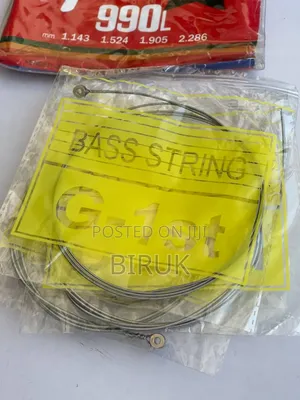 990L
mm 1.143 1.524 1.905 2.286
BASS STRING
G-1st
POSTED ON JIJI
BIRUK